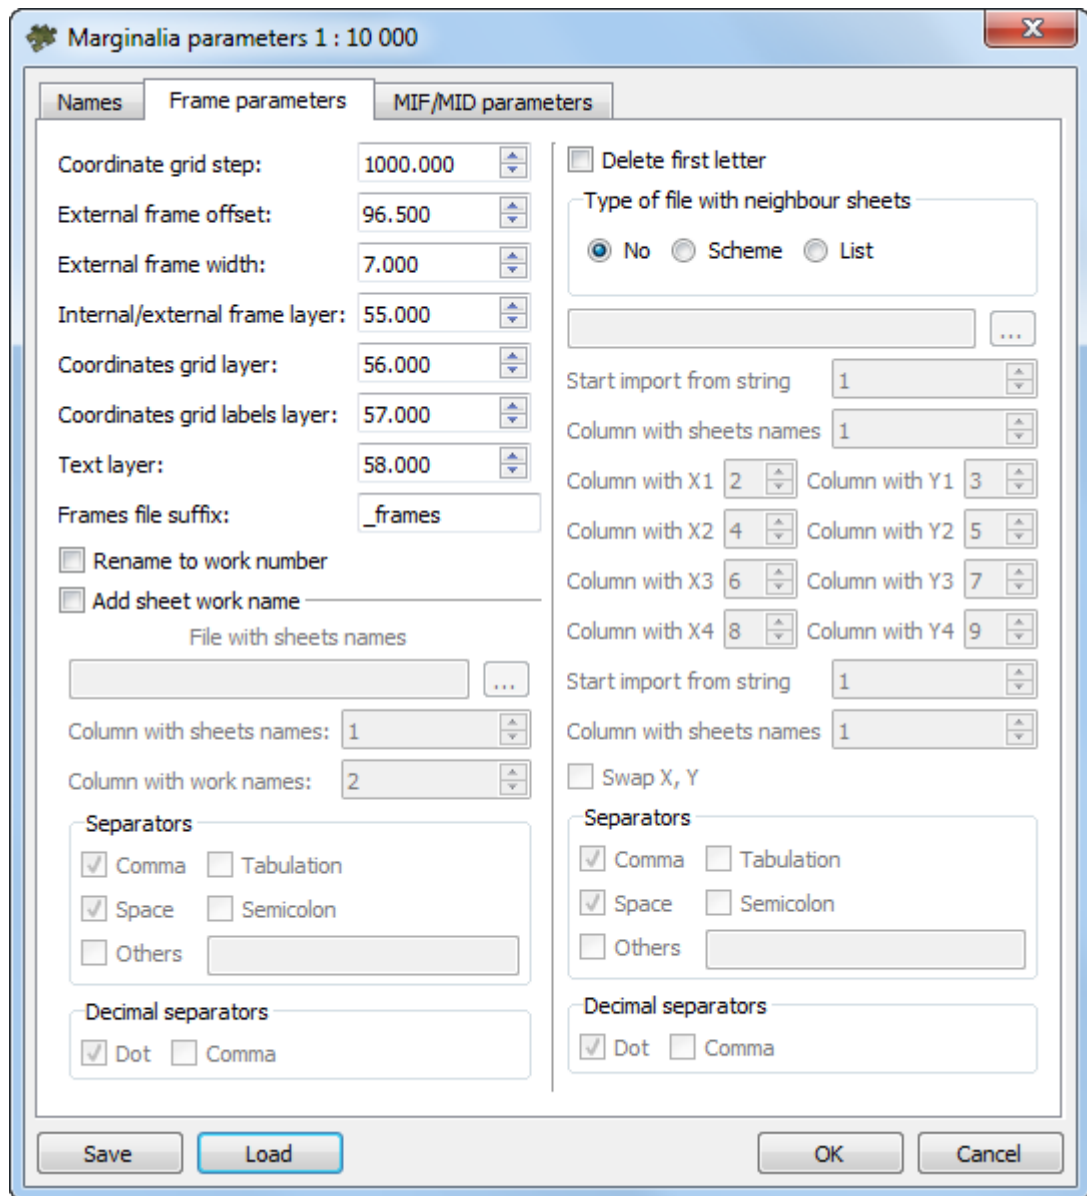 Marginalia parameters 1 : 10 000
Names Frame parameters MIF/MID parameters
Coordinate grid step: 1000.000
External frame offset: 96.500
External frame width: 7.000
Internal/external frame layer: 55.000
Coordinates grid layer: 56.000
Coordinates grid labels layer: 57.000
Text layer: 58.000
Frames file suffix: _frames
Rename to work number
Add sheet work name
File with sheets names
...
Column with sheets names: 1
Column with work names: 2
Separators
Comma Tabulation
Space Semicolon
Others
Decimal separators
Dot Comma
Delete first letter
Type of file with neighbour sheets
No Scheme List
...
Start import from string 1
Column with sheets names 1
Column with X1 2 Column with Y1 3
Column with X2 4 Column with Y2 5
Column with X3 6 Column with Y3 7
Column with X4 8 Column with Y4 9
Start import from string 1
Column with sheets names 1
Swap X, Y
Separators
Comma Tabulation
Space Semicolon
Others
Decimal separators
Dot Comma
Save Load OK Cancel